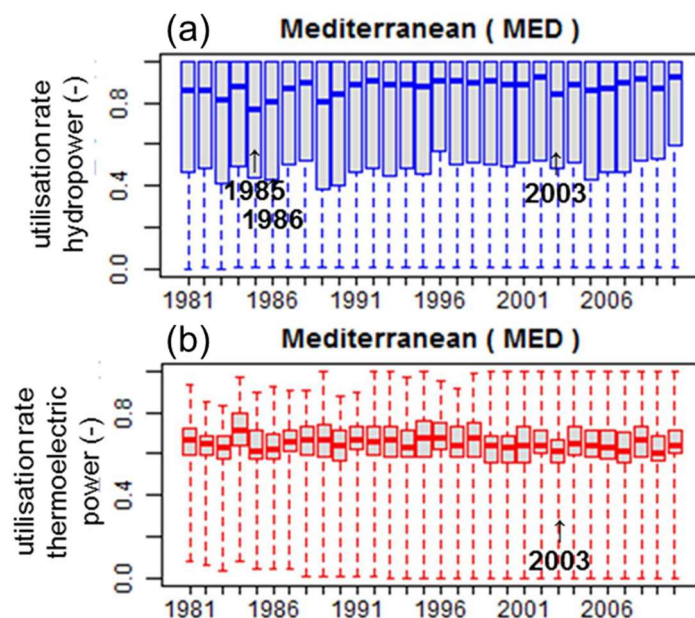 (a) Mediterranean ( MED )
utilisation rate
hydropower (-)
0.8
0.4
0.0
↑
1985
1986
↑
2003
1981 1986 1991 1996 2001 2006
(b) Mediterranean ( MED )
utilisation rate
thermoelectric
power (-)
0.8
0.4
0.0
↑
2003
1981 1986 1991 1996 2001 2006